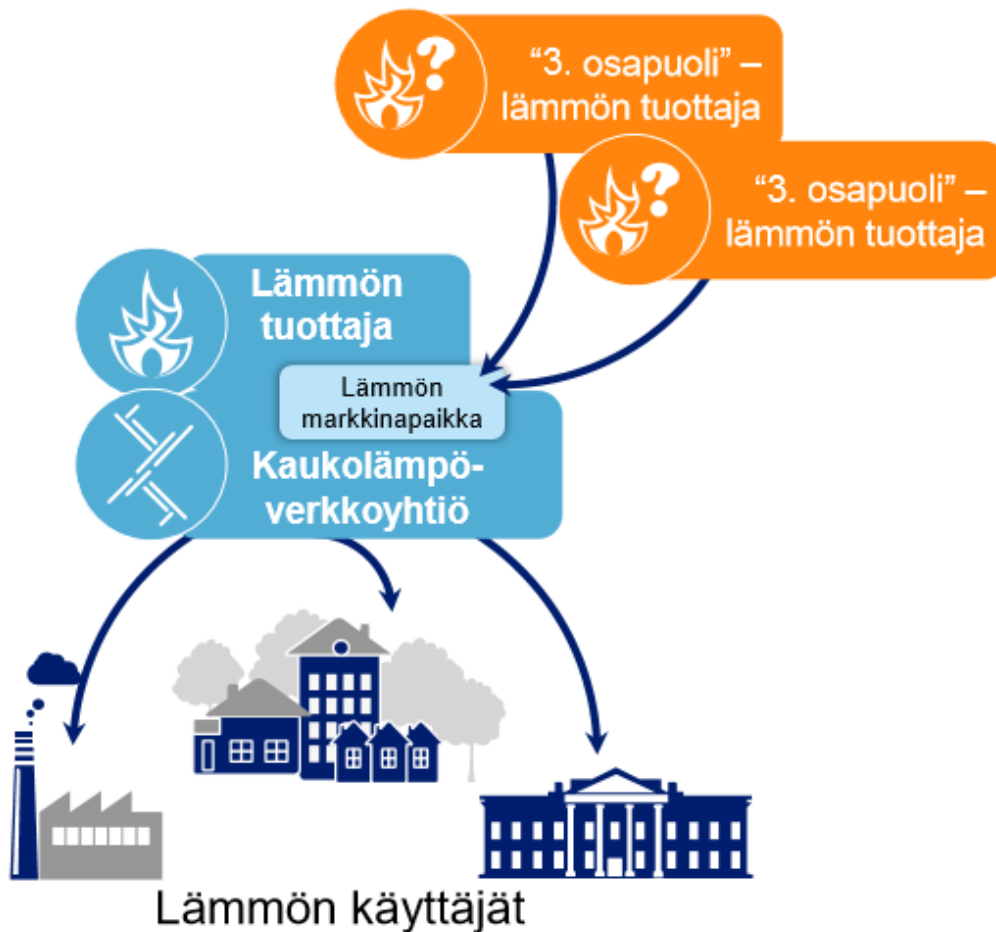 “3. osapuoli” –
lämmön tuottaja
“3. osapuoli” –
lämmön tuottaja
Lämmön
tuottaja
Lämmön
markkinapaikka
Kaukolämpö-
verkkoyhtiö
Lämmön käyttäjät